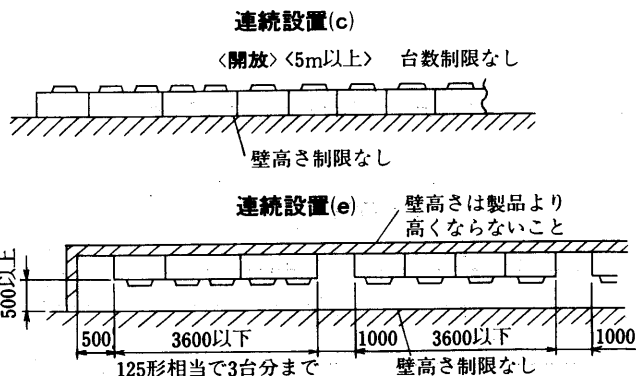 連続設置(c)
〈開放〉〈5m以上〉 台数制限なし
壁高さ制限なし
連続設置(e)
壁高さは製品より
高くならないこと
500以上
500 3600以下 1000 3600以下 1000
125形相当で3台分まで
壁高さ制限なし